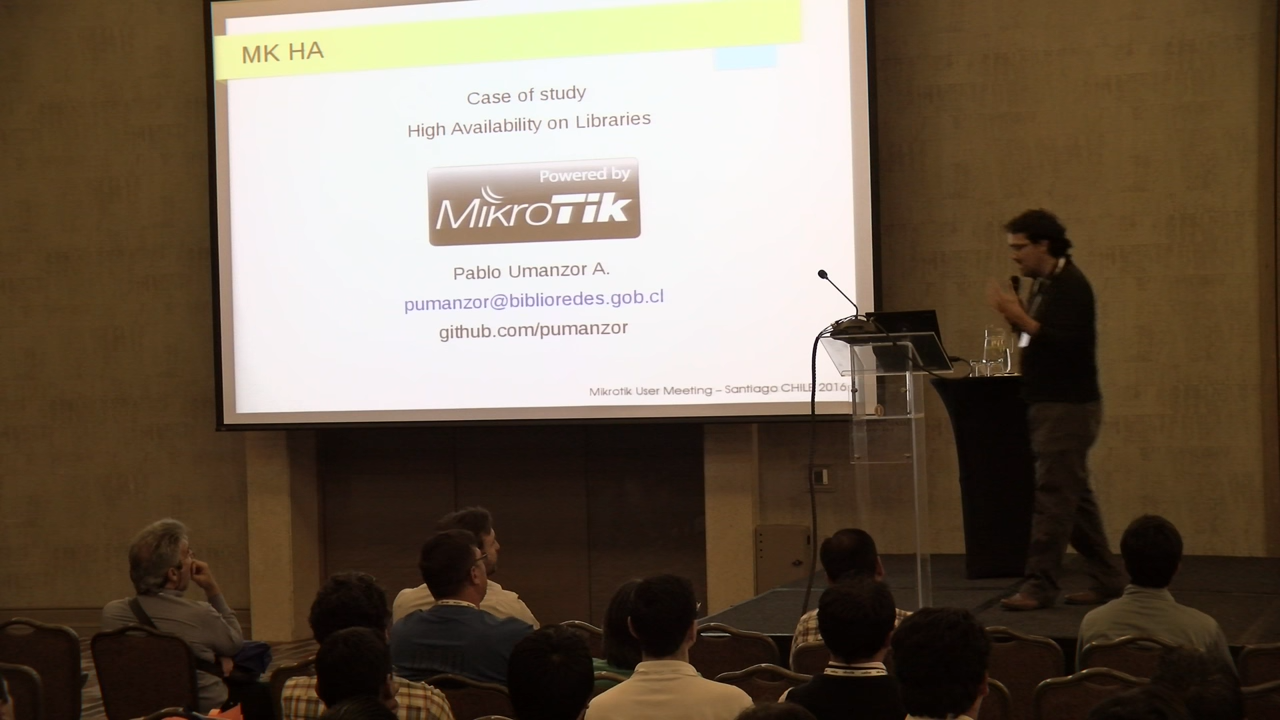 MK HA
Case of study
High Availability on Libraries
Powered by
MikroTik
Pablo Umanzor A.
pumanzor@biblioredes.gob.cl
github.com/pumanzor
Mikrotik User Meeting – Santiago CHILE 2016